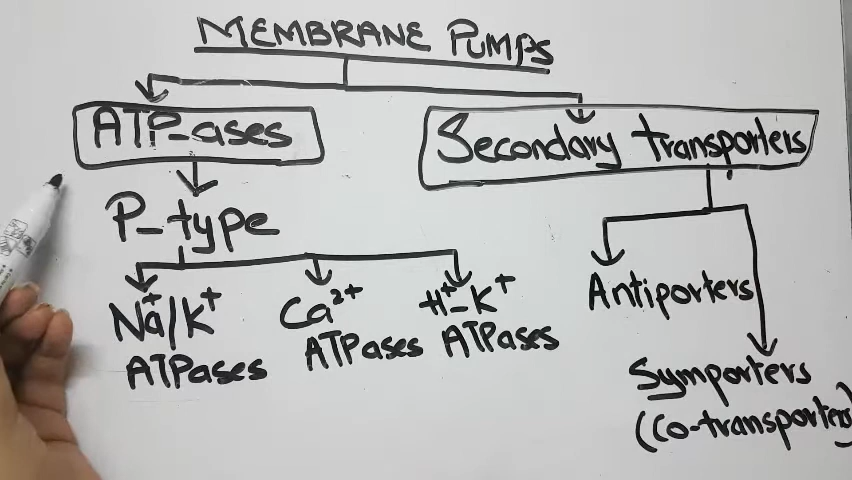 MEMBRANE PUMPS
ATP-ases
Secondary transporters
P-type
Na⁺/K⁺
ATPases
Ca²⁺
ATPases
H⁺-K⁺
ATPases
Antiporters
Symporters
(Co-transporters)